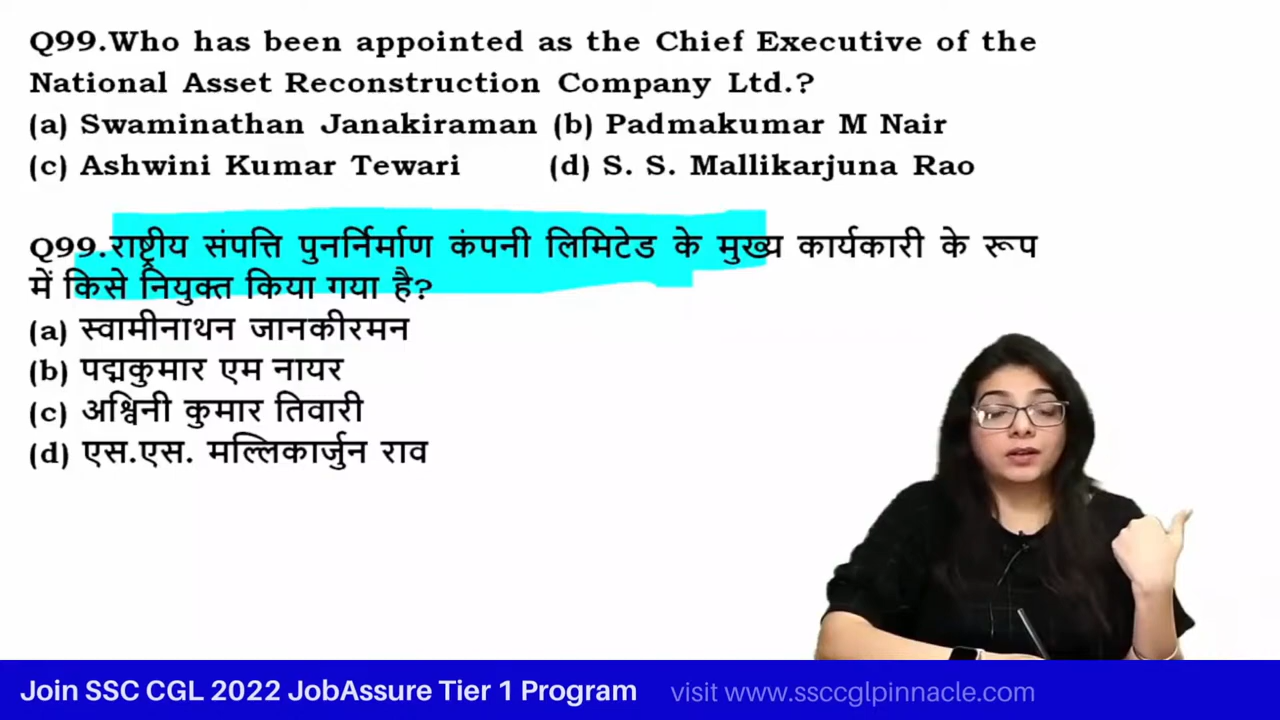 Q99.Who has been appointed as the Chief Executive of the
National Asset Reconstruction Company Ltd.?
(a) Swaminathan Janakiraman (b) Padmakumar M Nair
(c) Ashwini Kumar Tewari (d) S. S. Mallikarjuna Rao
Q99.राष्ट्रीय संपत्ति पुनर्निर्माण कंपनी लिमिटेड के मुख्य कार्यकारी के रूप
में किसे नियुक्त किया गया है?
(a) स्वामीनाथन जानकीरमन
(b) पद्मकुमार एम नायर
(c) अश्विनी कुमार तिवारी
(d) एस.एस. मल्लिकार्जुन राव
Join SSC CGL 2022 JobAssure Tier 1 Program visit www.ssccglpinnacle.com